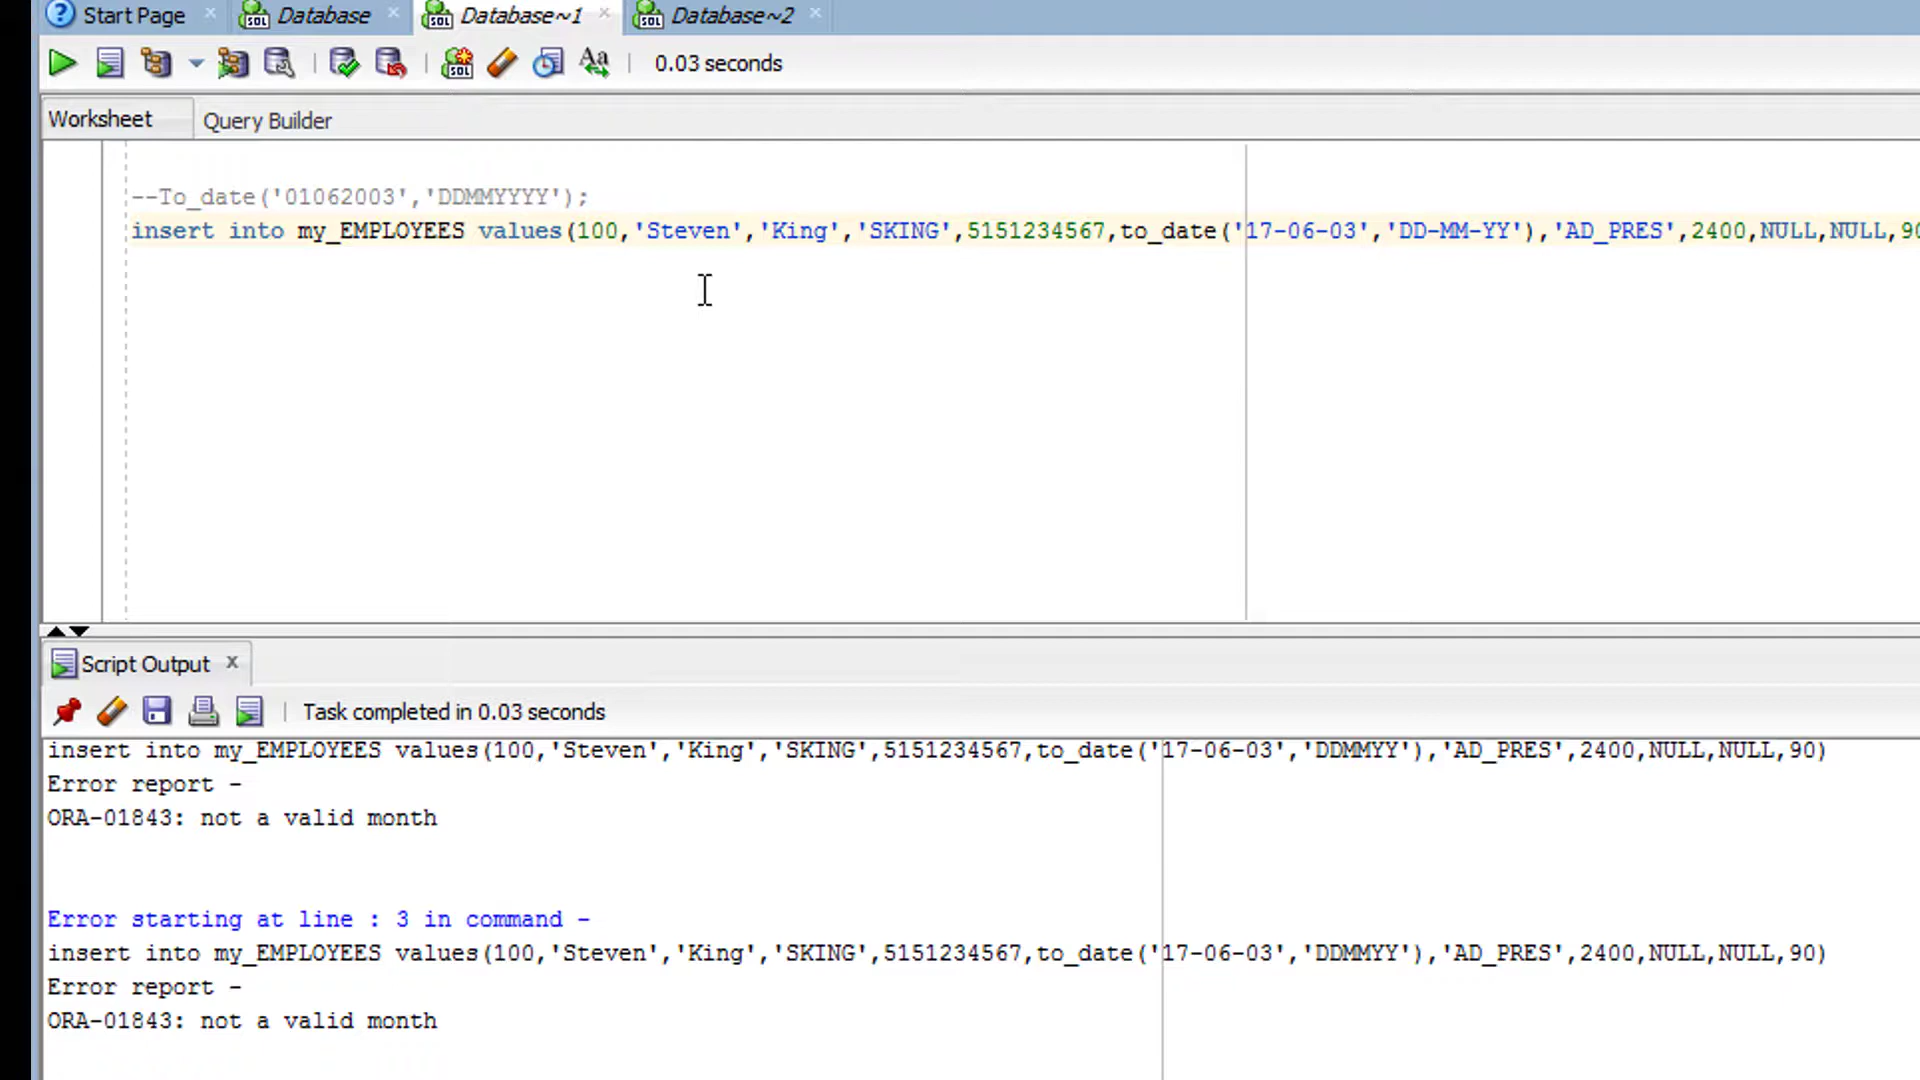 Start Page
Database
Database~1
Database~2
0.03 seconds
Worksheet
Query Builder
--To_date('01062003','DDMMYYYY');
insert into my_EMPLOYEES values(100,'Steven','King','SKING',5151234567,to_date('17-06-03','DD-MM-YY'),'AD_PRES',2400,NULL,NULL,90
Script Output
Task completed in 0.03 seconds
insert into my_EMPLOYEES values(100,'Steven','King','SKING',5151234567,to_date('17-06-03','DDMMYY'),'AD_PRES',2400,NULL,NULL,90)
Error report -
ORA-01843: not a valid month
Error starting at line : 3 in command -
insert into my_EMPLOYEES values(100,'Steven','King','SKING',5151234567,to_date('17-06-03','DDMMYY'),'AD_PRES',2400,NULL,NULL,90)
Error report -
ORA-01843: not a valid month